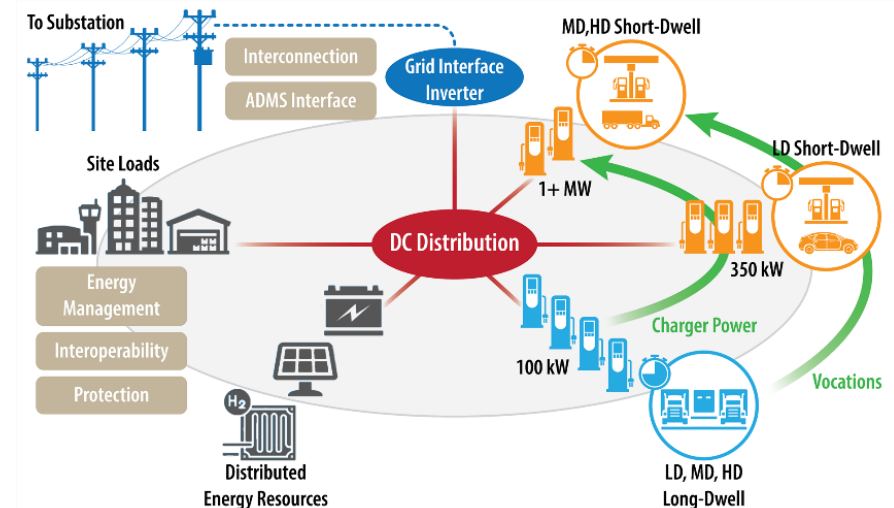 To Substation
Interconnection
ADMS Interface
Grid Interface
Inverter
MD,HD Short-Dwell
LD Short-Dwell
Site Loads
1+ MW
DC Distribution
350 kW
Energy
Management
Interoperability
Protection
100 kW
Charger Power
Vocations
H2
Distributed
Energy Resources
LD, MD, HD
Long-Dwell